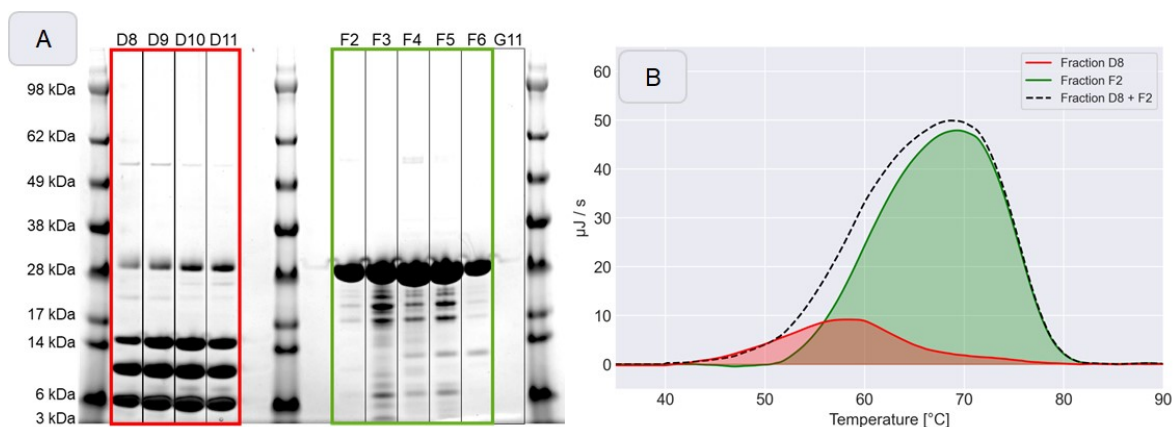 A
D8 D9 D10 D11
F2 F3 F4 F5 F6 G11
98 kDa
62 kDa
49 kDa
38 kDa
28 kDa
17 kDa
14 kDa
6 kDa
3 kDa
B
Fraction D8
Fraction F2
Fraction D8 + F2
60
50
40
30
20
10
0
µJ / s
40 50 60 70 80 90
Temperature [°C]